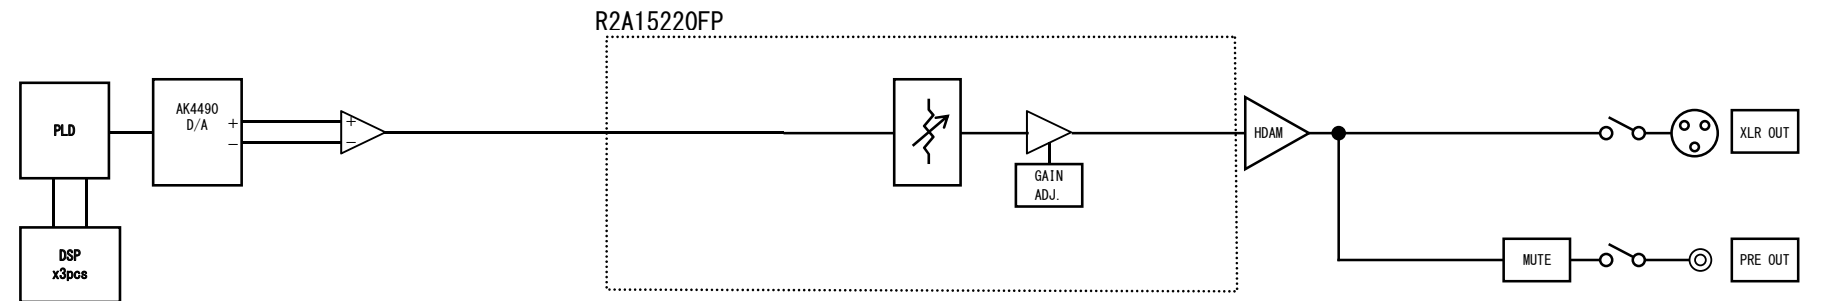 R2A15220FP
PLD
AK4490
D/A
+
−
+
−
GAIN
ADJ.
HDAM
XLR OUT
DSP
x3pcs
MUTE
PRE OUT